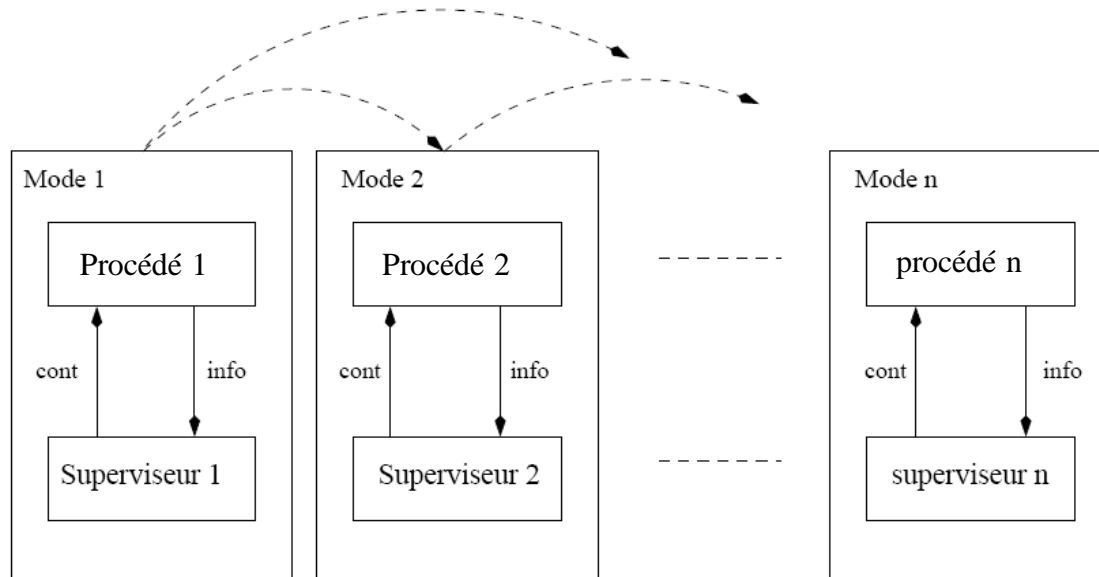 Mode 1
Mode 2
Mode n
Procédé 1
Procédé 2
procédé n
cont
info
cont
info
cont
info
Superviseur 1
Superviseur 2
superviseur n